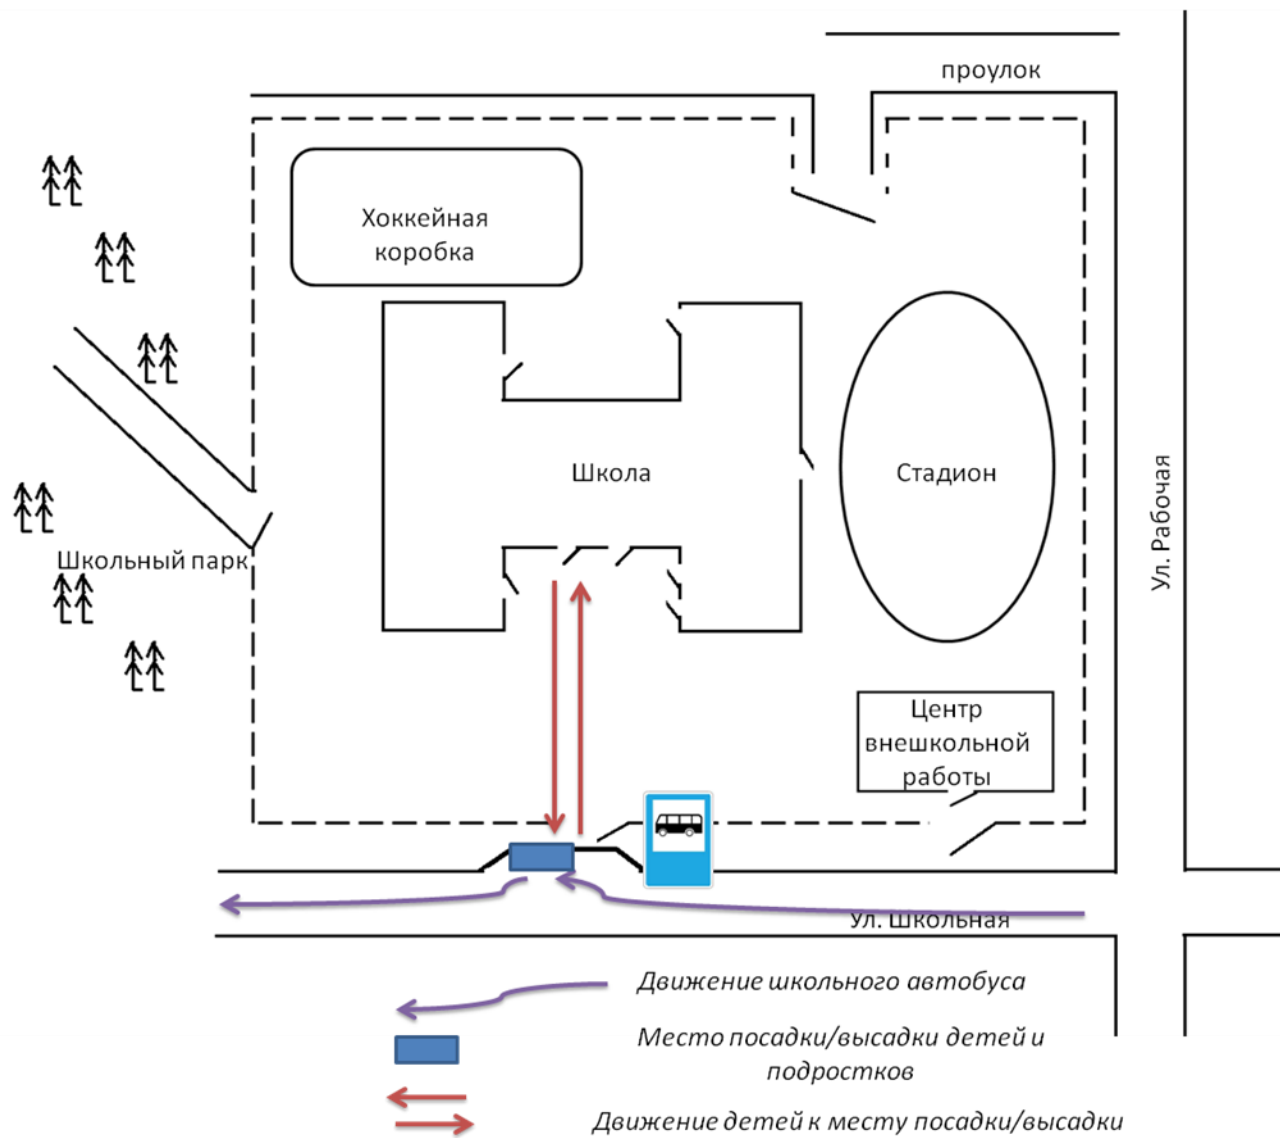 проулок
Хоккейная
коробка
Школа
Стадион
Ул. Рабочая
Школьный парк
Центр
внешкольной
работы
Ул. Школьная
Движение школьного автобуса
Место посадки/высадки детей и
подростков
Движение детей к месту посадки/высадки